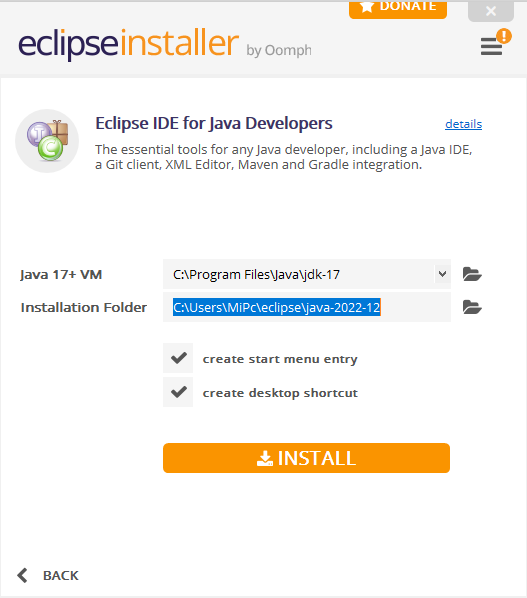 DONATE
eclipseinstaller by Oomph
Eclipse IDE for Java Developers
details
The essential tools for any Java developer, including a Java IDE,
a Git client, XML Editor, Maven and Gradle integration.
Java 17+ VM
C:\Program Files\Java\jdk-17
Installation Folder
C:\Users\MiPc\eclipse\java-2022-12
create start menu entry
create desktop shortcut
INSTALL
BACK